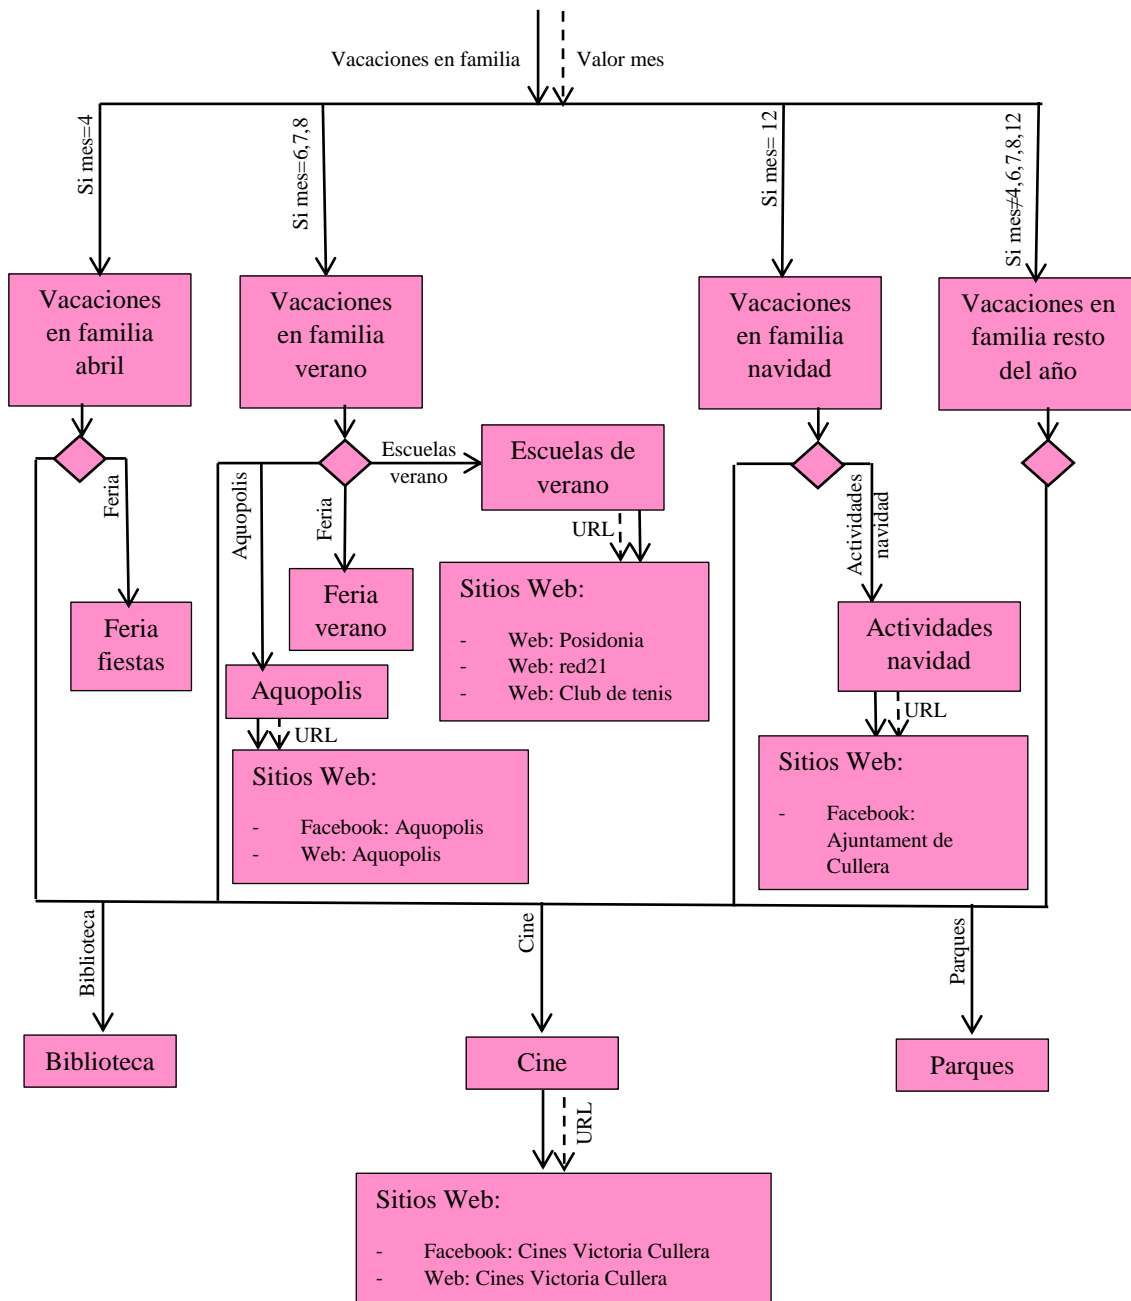 Vacaciones en familia
Valor mes
Si mes=4
Si mes=6,7,8
Si mes= 12
Si mes≠4,6,7,8,12
Vacaciones
en familia
abril
Vacaciones
en familia
verano
Vacaciones
en familia
navidad
Vacaciones en
familia resto
del año
Feria
Aquopolis
Feria
Escuelas
verano
Escuelas de
verano
URL
Actividades
navidad
Feria
fiestas
Feria
verano
Sitios Web:
- Web: Posidonia
- Web: red21
- Web: Club de tenis
Actividades
navidad
URL
Aquopolis
URL
Sitios Web:
- Facebook: Aquopolis
- Web: Aquopolis
Sitios Web:
- Facebook:
Ajuntament de
Cullera
Biblioteca
Cine
Parques
Biblioteca
Cine
Parques
URL
Sitios Web:
- Facebook: Cines Victoria Cullera
- Web: Cines Victoria Cullera